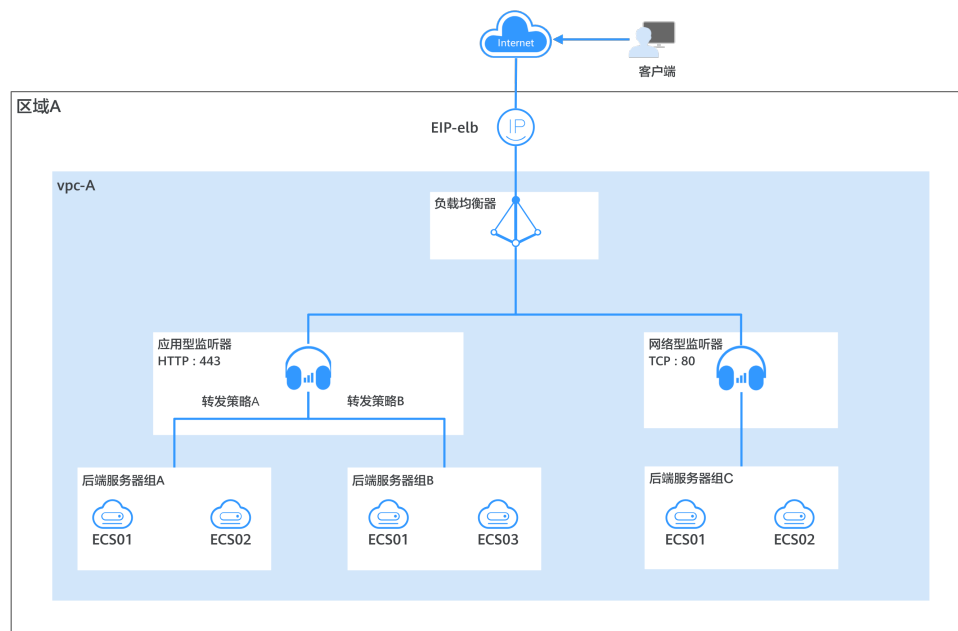 Internet
客户端
区域A
EIP-elb
IP
vpc-A
负载均衡器
应用型监听器
HTTP : 443
网络型监听器
TCP : 80
转发策略A
转发策略B
后端服务器组A
ECS01
ECS02
后端服务器组B
ECS01
ECS03
后端服务器组C
ECS01
ECS02